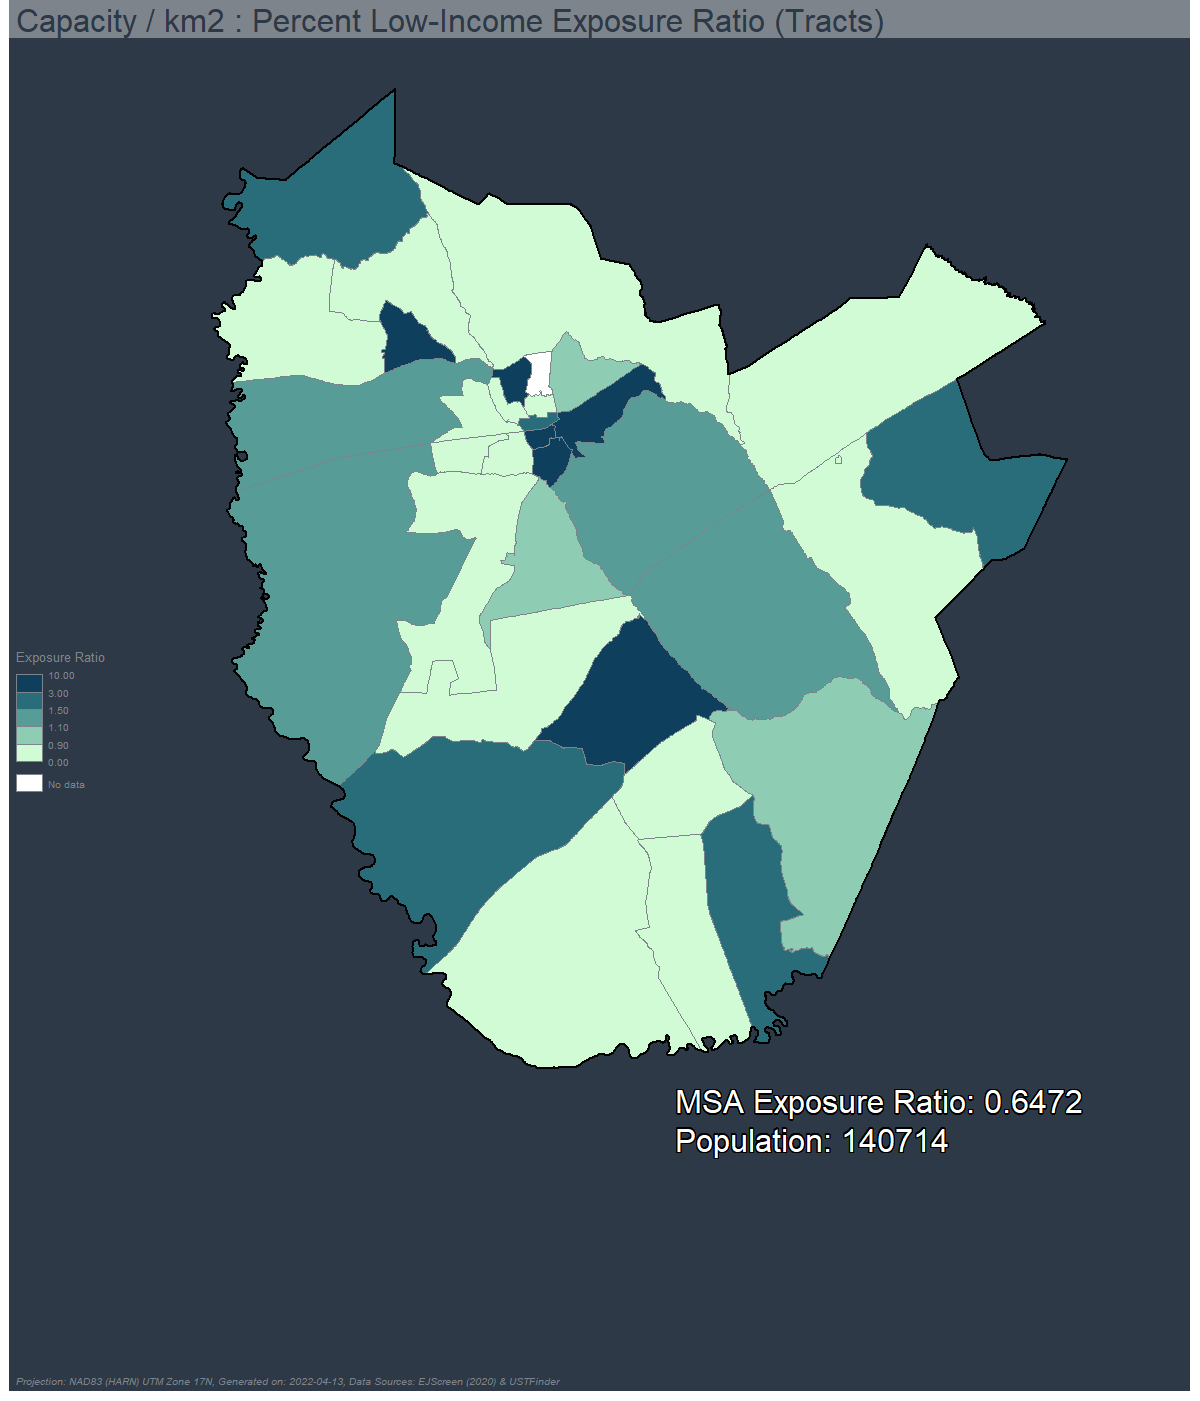 Capacity / km2 : Percent Low-Income Exposure Ratio (Tracts)
Exposure Ratio
10.00
3.00
1.50
1.10
0.90
0.00
No data
MSA Exposure Ratio: 0.6472
Population: 140714
Projection: NAD83 (HARN) UTM Zone 17N, Generated on: 2022-04-13, Data Sources: EJScreen (2020) & USTFinder